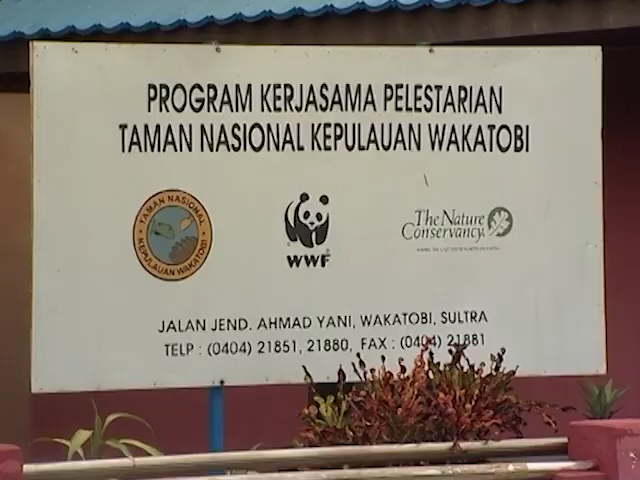 PROGRAM KERJASAMA PELESTARIAN
TAMAN NASIONAL KEPULAUAN WAKATOBI
TAMAN NASIONAL
KEPULAUAN WAKATOBI
WWF
The Nature
Conservancy
JALAN JEND. AHMAD YANI, WAKATOBI, SULTRA
TELP : (0404) 21851, 21880, FAX : (0404) 21881